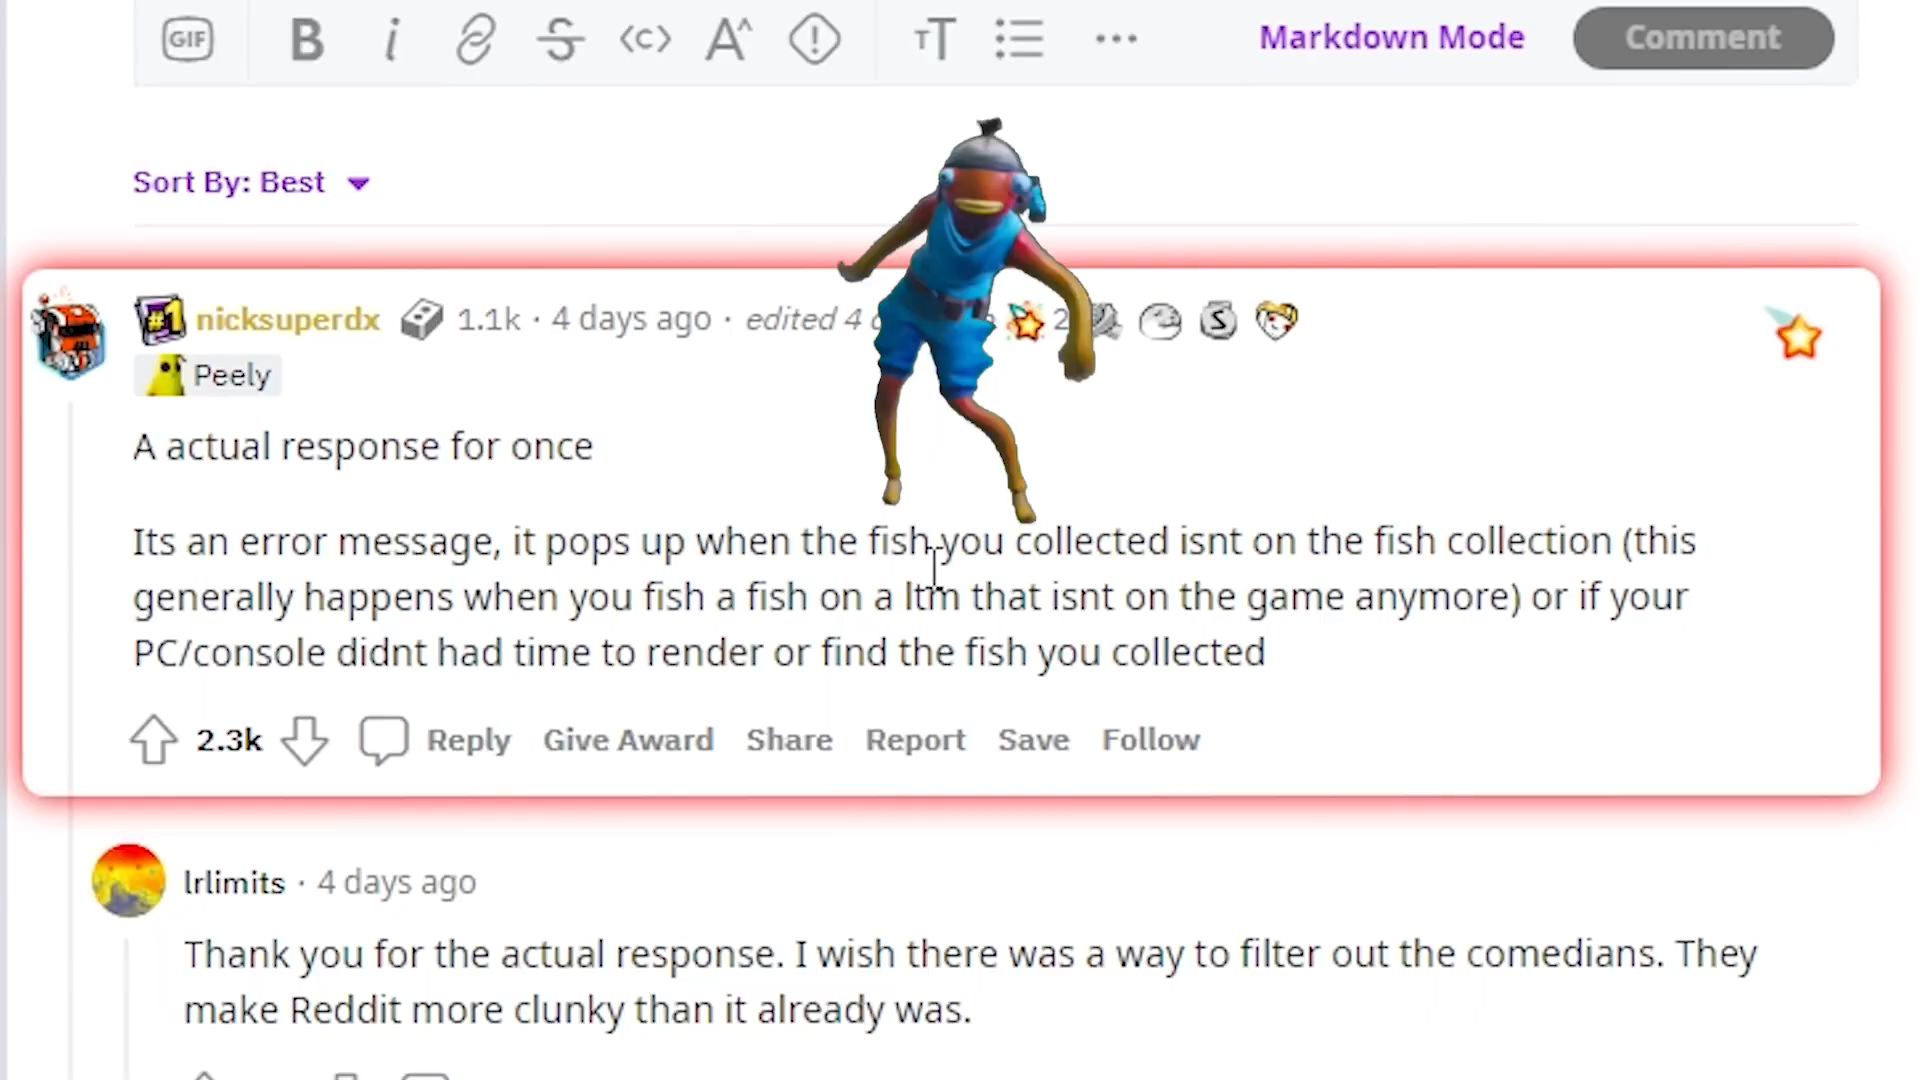 GIF B i <c> A^ TT ... Markdown Mode Comment
Sort By: Best
#1 nicksuperdx 1.1k · 4 days ago · edited 4 2 S
Peely
A actual response for once
Its an error message, it pops up when the fish you collected isnt on the fish collection (this
generally happens when you fish a fish on a ltm that isnt on the game anymore) or if your
PC/console didnt had time to render or find the fish you collected
2.3k Reply Give Award Share Report Save Follow
lrlimits · 4 days ago
Thank you for the actual response. I wish there was a way to filter out the comedians. They
make Reddit more clunky than it already was.